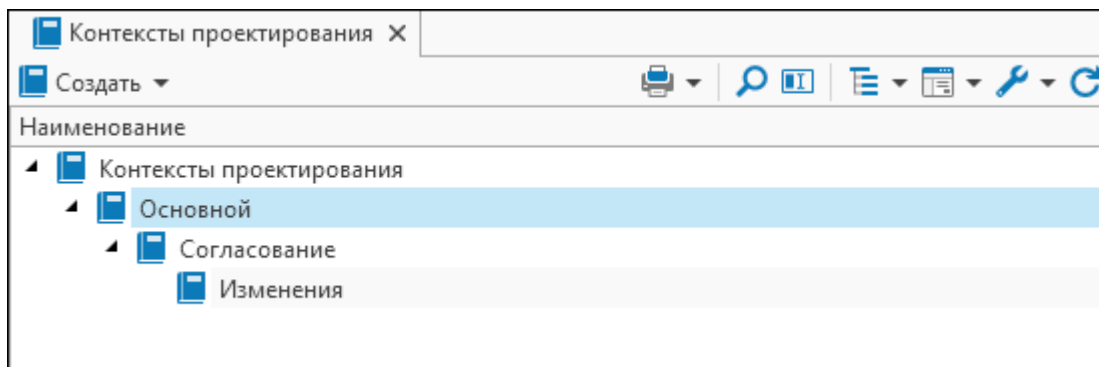 Контексты проектирования
Создать
Наименование
Контексты проектирования
Основной
Согласование
Изменения